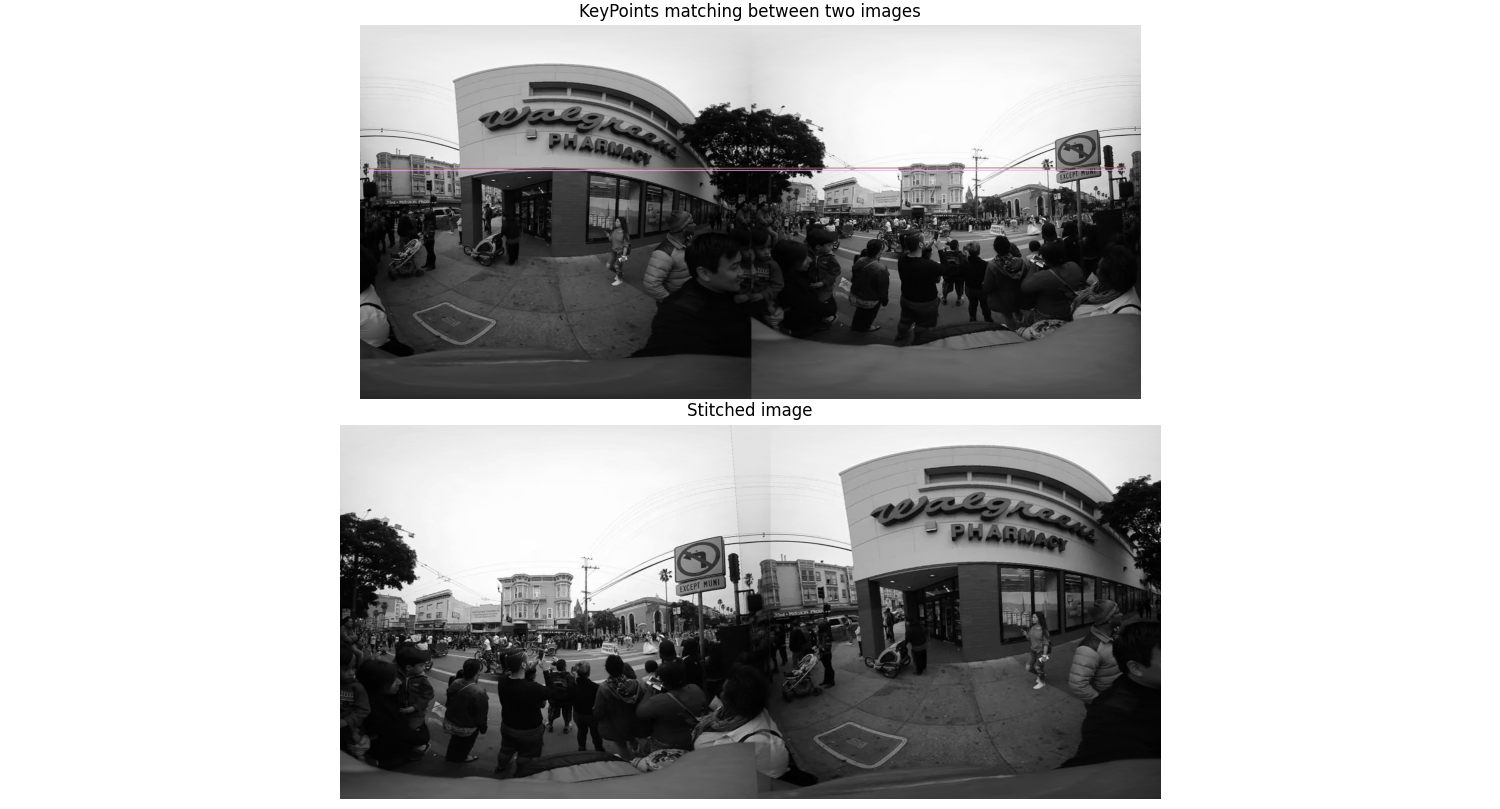 KeyPoints matching between two images
Walgreens
PHARMACY
EXCEPT MUNI
Stitched image
Walgreens
PHARMACY
EXCEPT MUNI